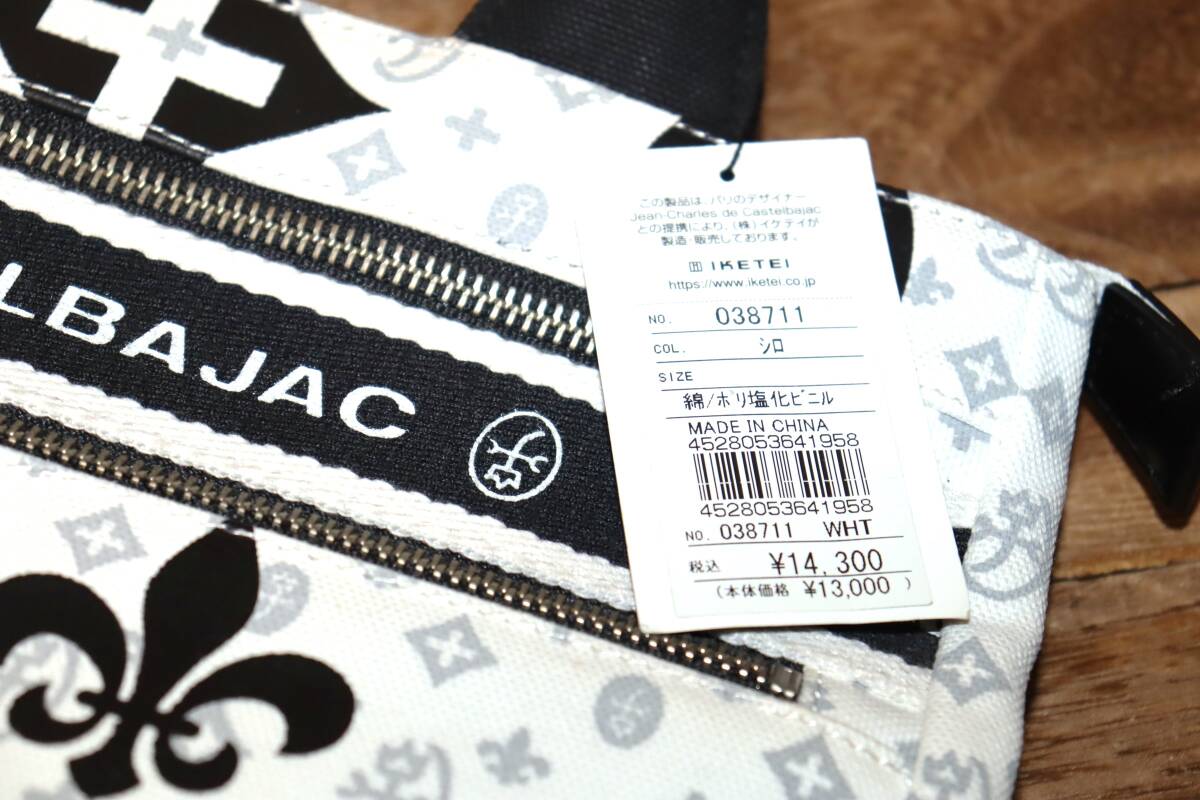 LBAJAC
この製品は、パリのデザイナー
Jean-Charles de Castelbajac
との提携により、(株)イケテイが
製造・販売しております。
IKETEI
https://www.iketei.co.jp
NO. 038711
COL. シロ
SIZE
綿/ポリ塩化ビニル
MADE IN CHINA
4528053641958
4528053641958
NO. 038711 WHT
税込 ¥14,300
(本体価格 ¥13,000 )